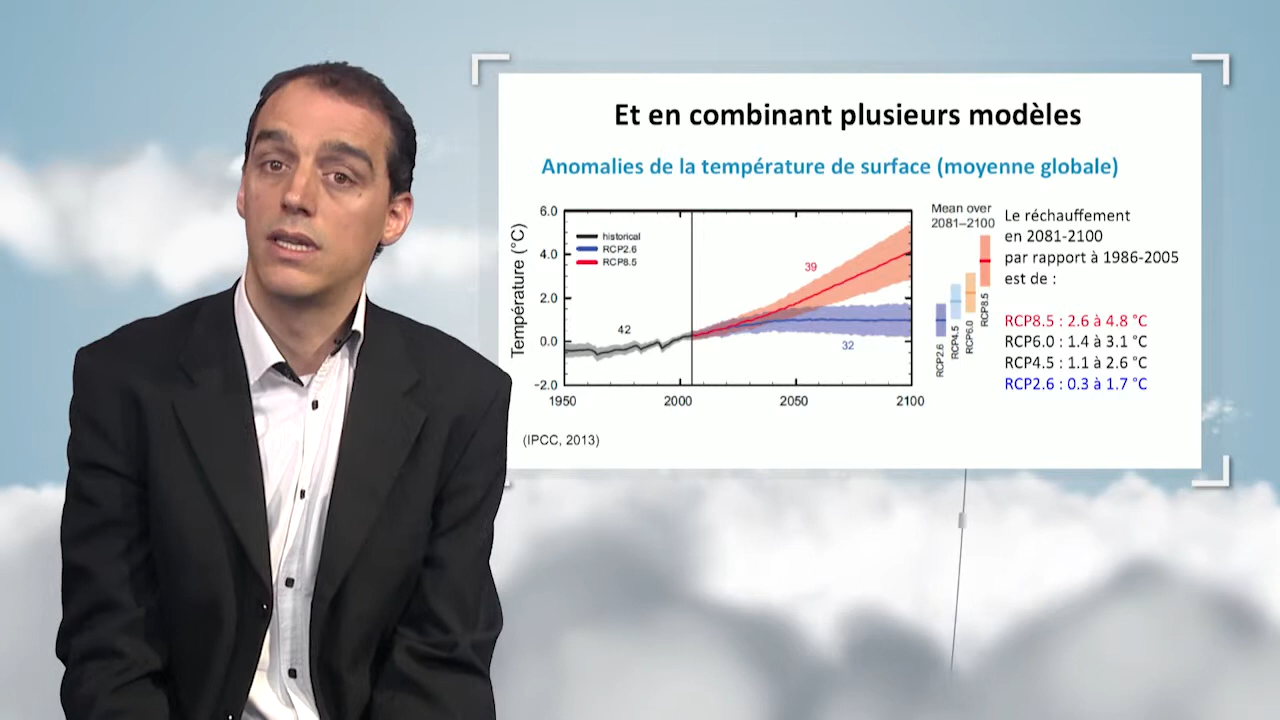 Et en combinant plusieurs modèles
Anomalies de la température de surface (moyenne globale)
Température (°C)
6.0
4.0
2.0
0.0
−2.0
1950
2000
2050
2100
historical
RCP2.6
RCP8.5
42
39
32
Mean over
2081–2100
RCP2.6
RCP4.5
RCP6.0
RCP8.5
Le réchauffement
en 2081-2100
par rapport à 1986-2005
est de :
RCP8.5 : 2.6 à 4.8 °C
RCP6.0 : 1.4 à 3.1 °C
RCP4.5 : 1.1 à 2.6 °C
RCP2.6 : 0.3 à 1.7 °C
(IPCC, 2013)